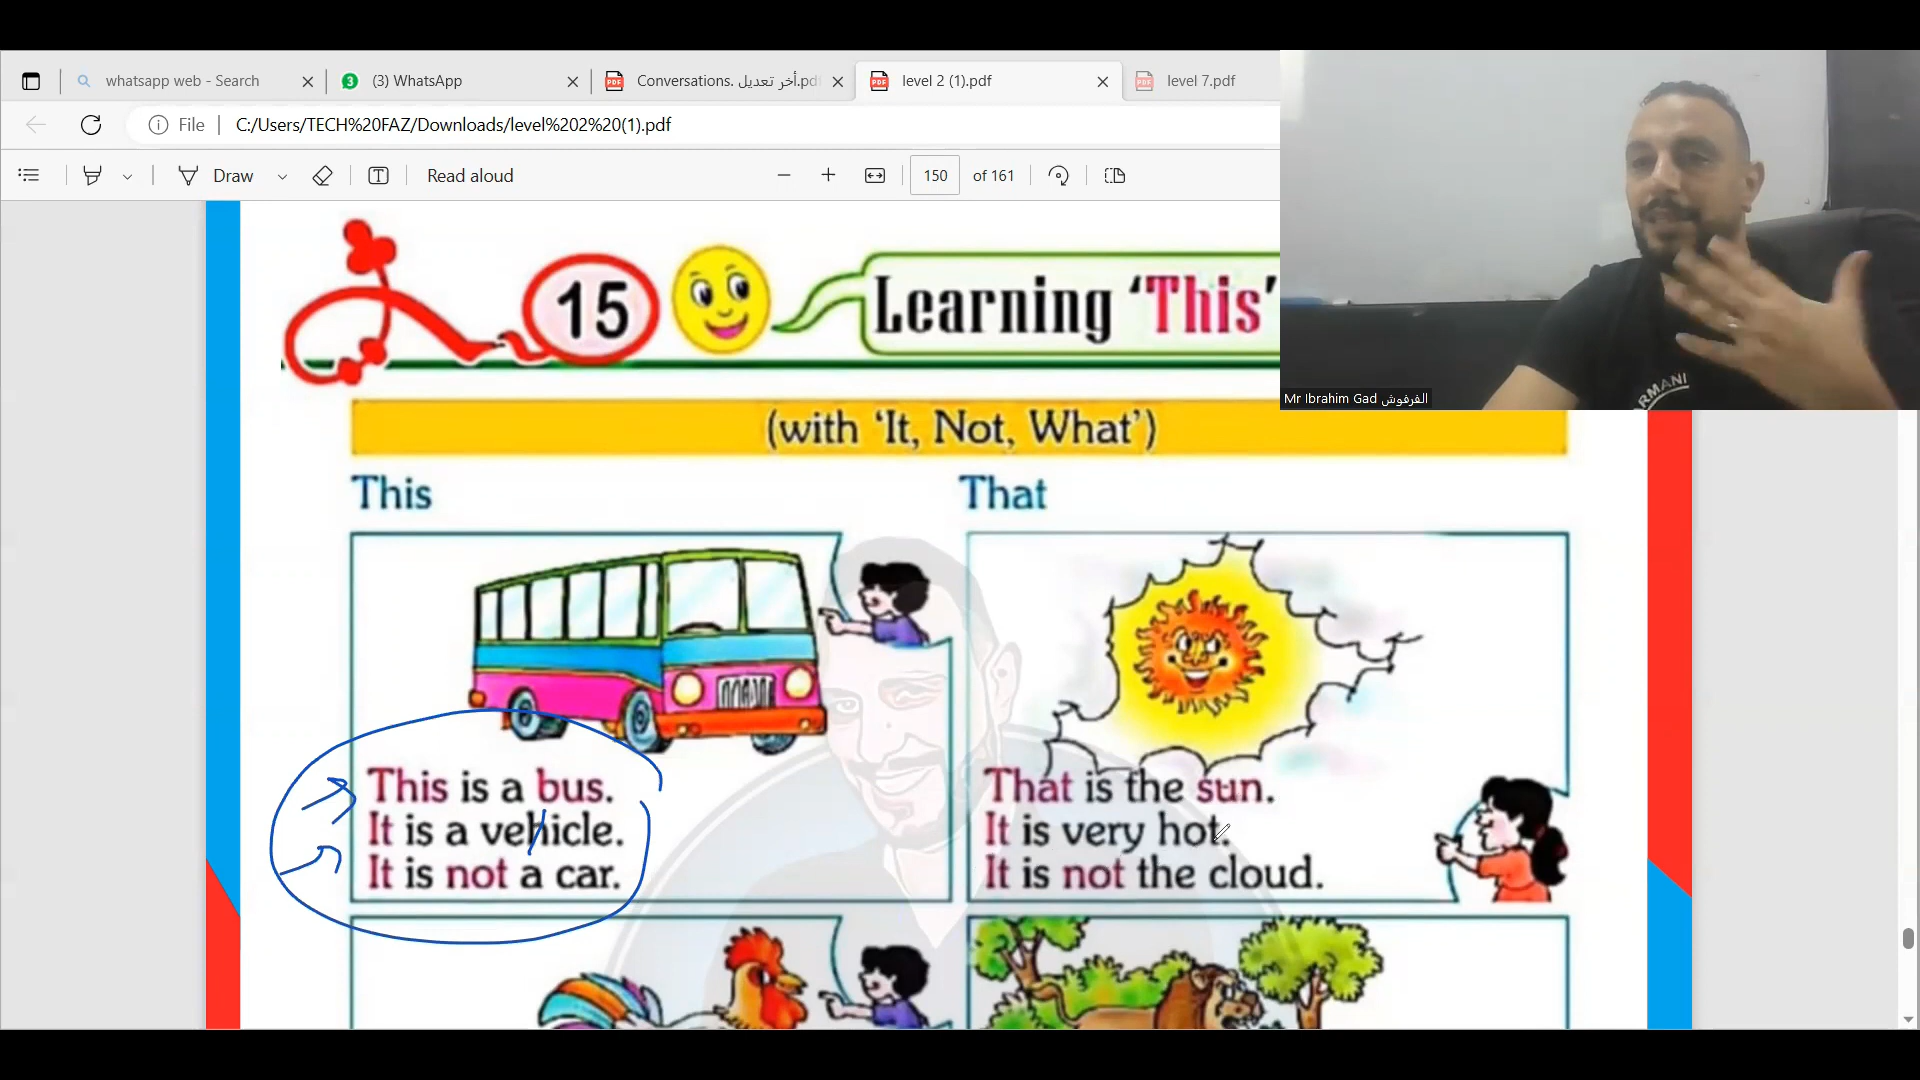 whatsapp web - Search
(3) WhatsApp
Conversations. أخر تعديل.pd
level 2 (1).pdf
level 7.pdf
File
C:/Users/TECH%20FAZ/Downloads/level%202%20(1).pdf
Draw
Read aloud
150 of 161
15
Learning ‘This’
(with ‘It, Not, What’)
This
That
This is a bus.
It is a vehicle.
It is not a car.
That is the sun.
It is very hot.
It is not the cloud.
ARMANI
Mr Ibrahim Gad الفرفوش